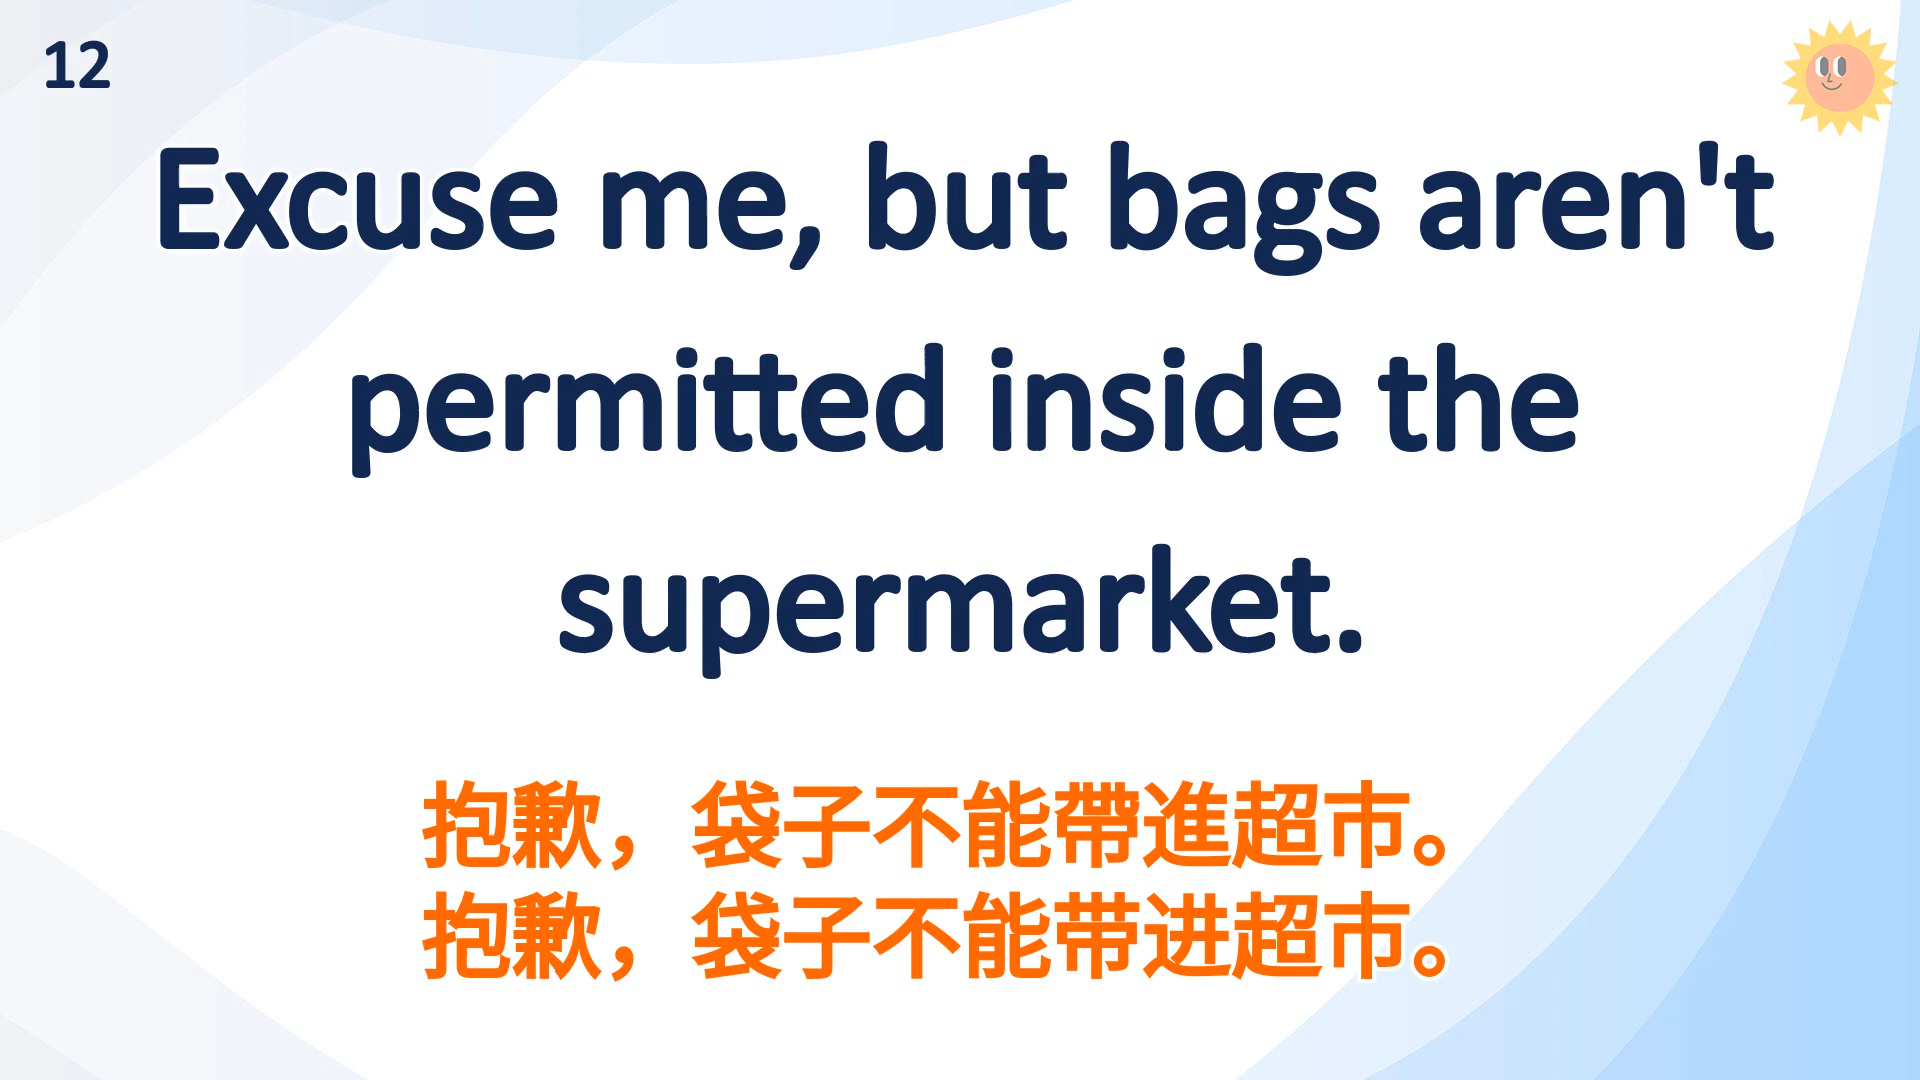 12
Excuse me, but bags aren't
permitted inside the
supermarket.
抱歉，袋子不能帶進超市。
抱歉，袋子不能带进超市。